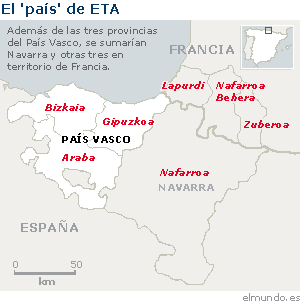 El 'país' de ETA
Además de las tres provincias
del País Vasco, se sumarían
Navarra y otras tres en
territorio de Francia.
FRANCIA
Lapurdi
Nafarroa
Behera
Bizkaia
Gipuzkoa
Zuberoa
PAÍS VASCO
Araba
Nafarroa
NAVARRA
ESPAÑA
0 50
km
elmundo.es